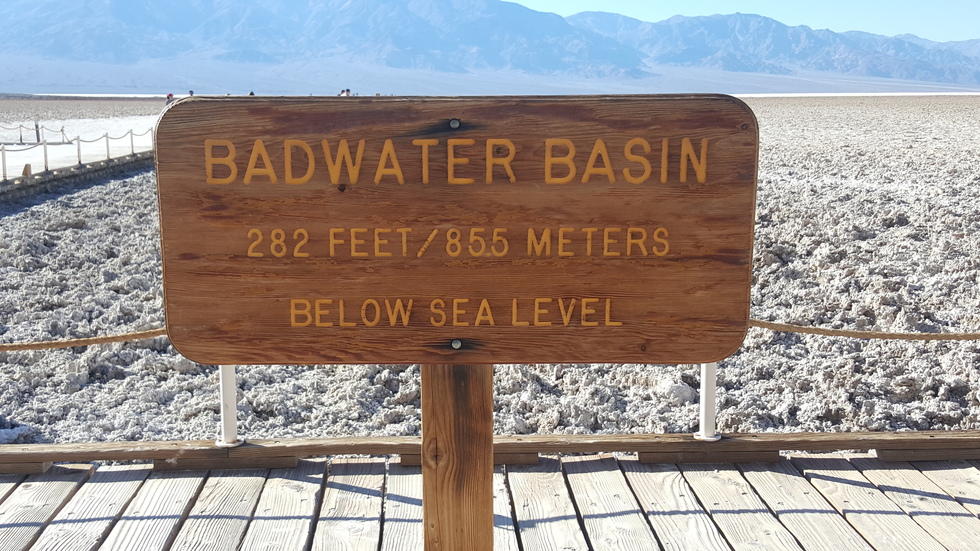 BADWATER BASIN
282 FEET/855 METERS
BELOW SEA LEVEL